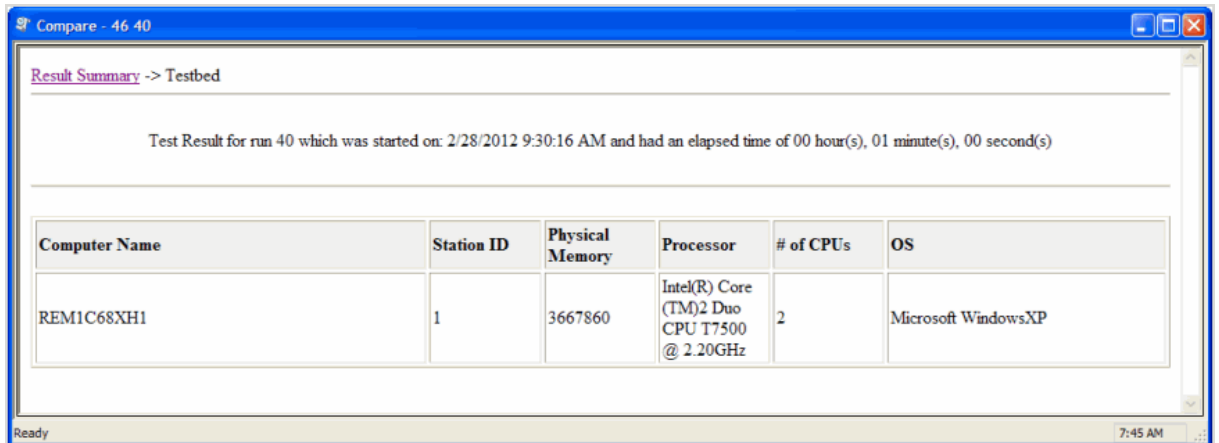 Compare - 46 40
Result Summary -> Testbed
Test Result for run 40 which was started on: 2/28/2012 9:30:16 AM and had an elapsed time of 00 hour(s), 01 minute(s), 00 second(s)
Computer Name Station ID Physical Memory Processor # of CPUs OS
REM1C68XH1 1 3667860 Intel(R) Core (TM)2 Duo CPU T7500 @ 2.20GHz 2 Microsoft WindowsXP
Ready 7:45 AM